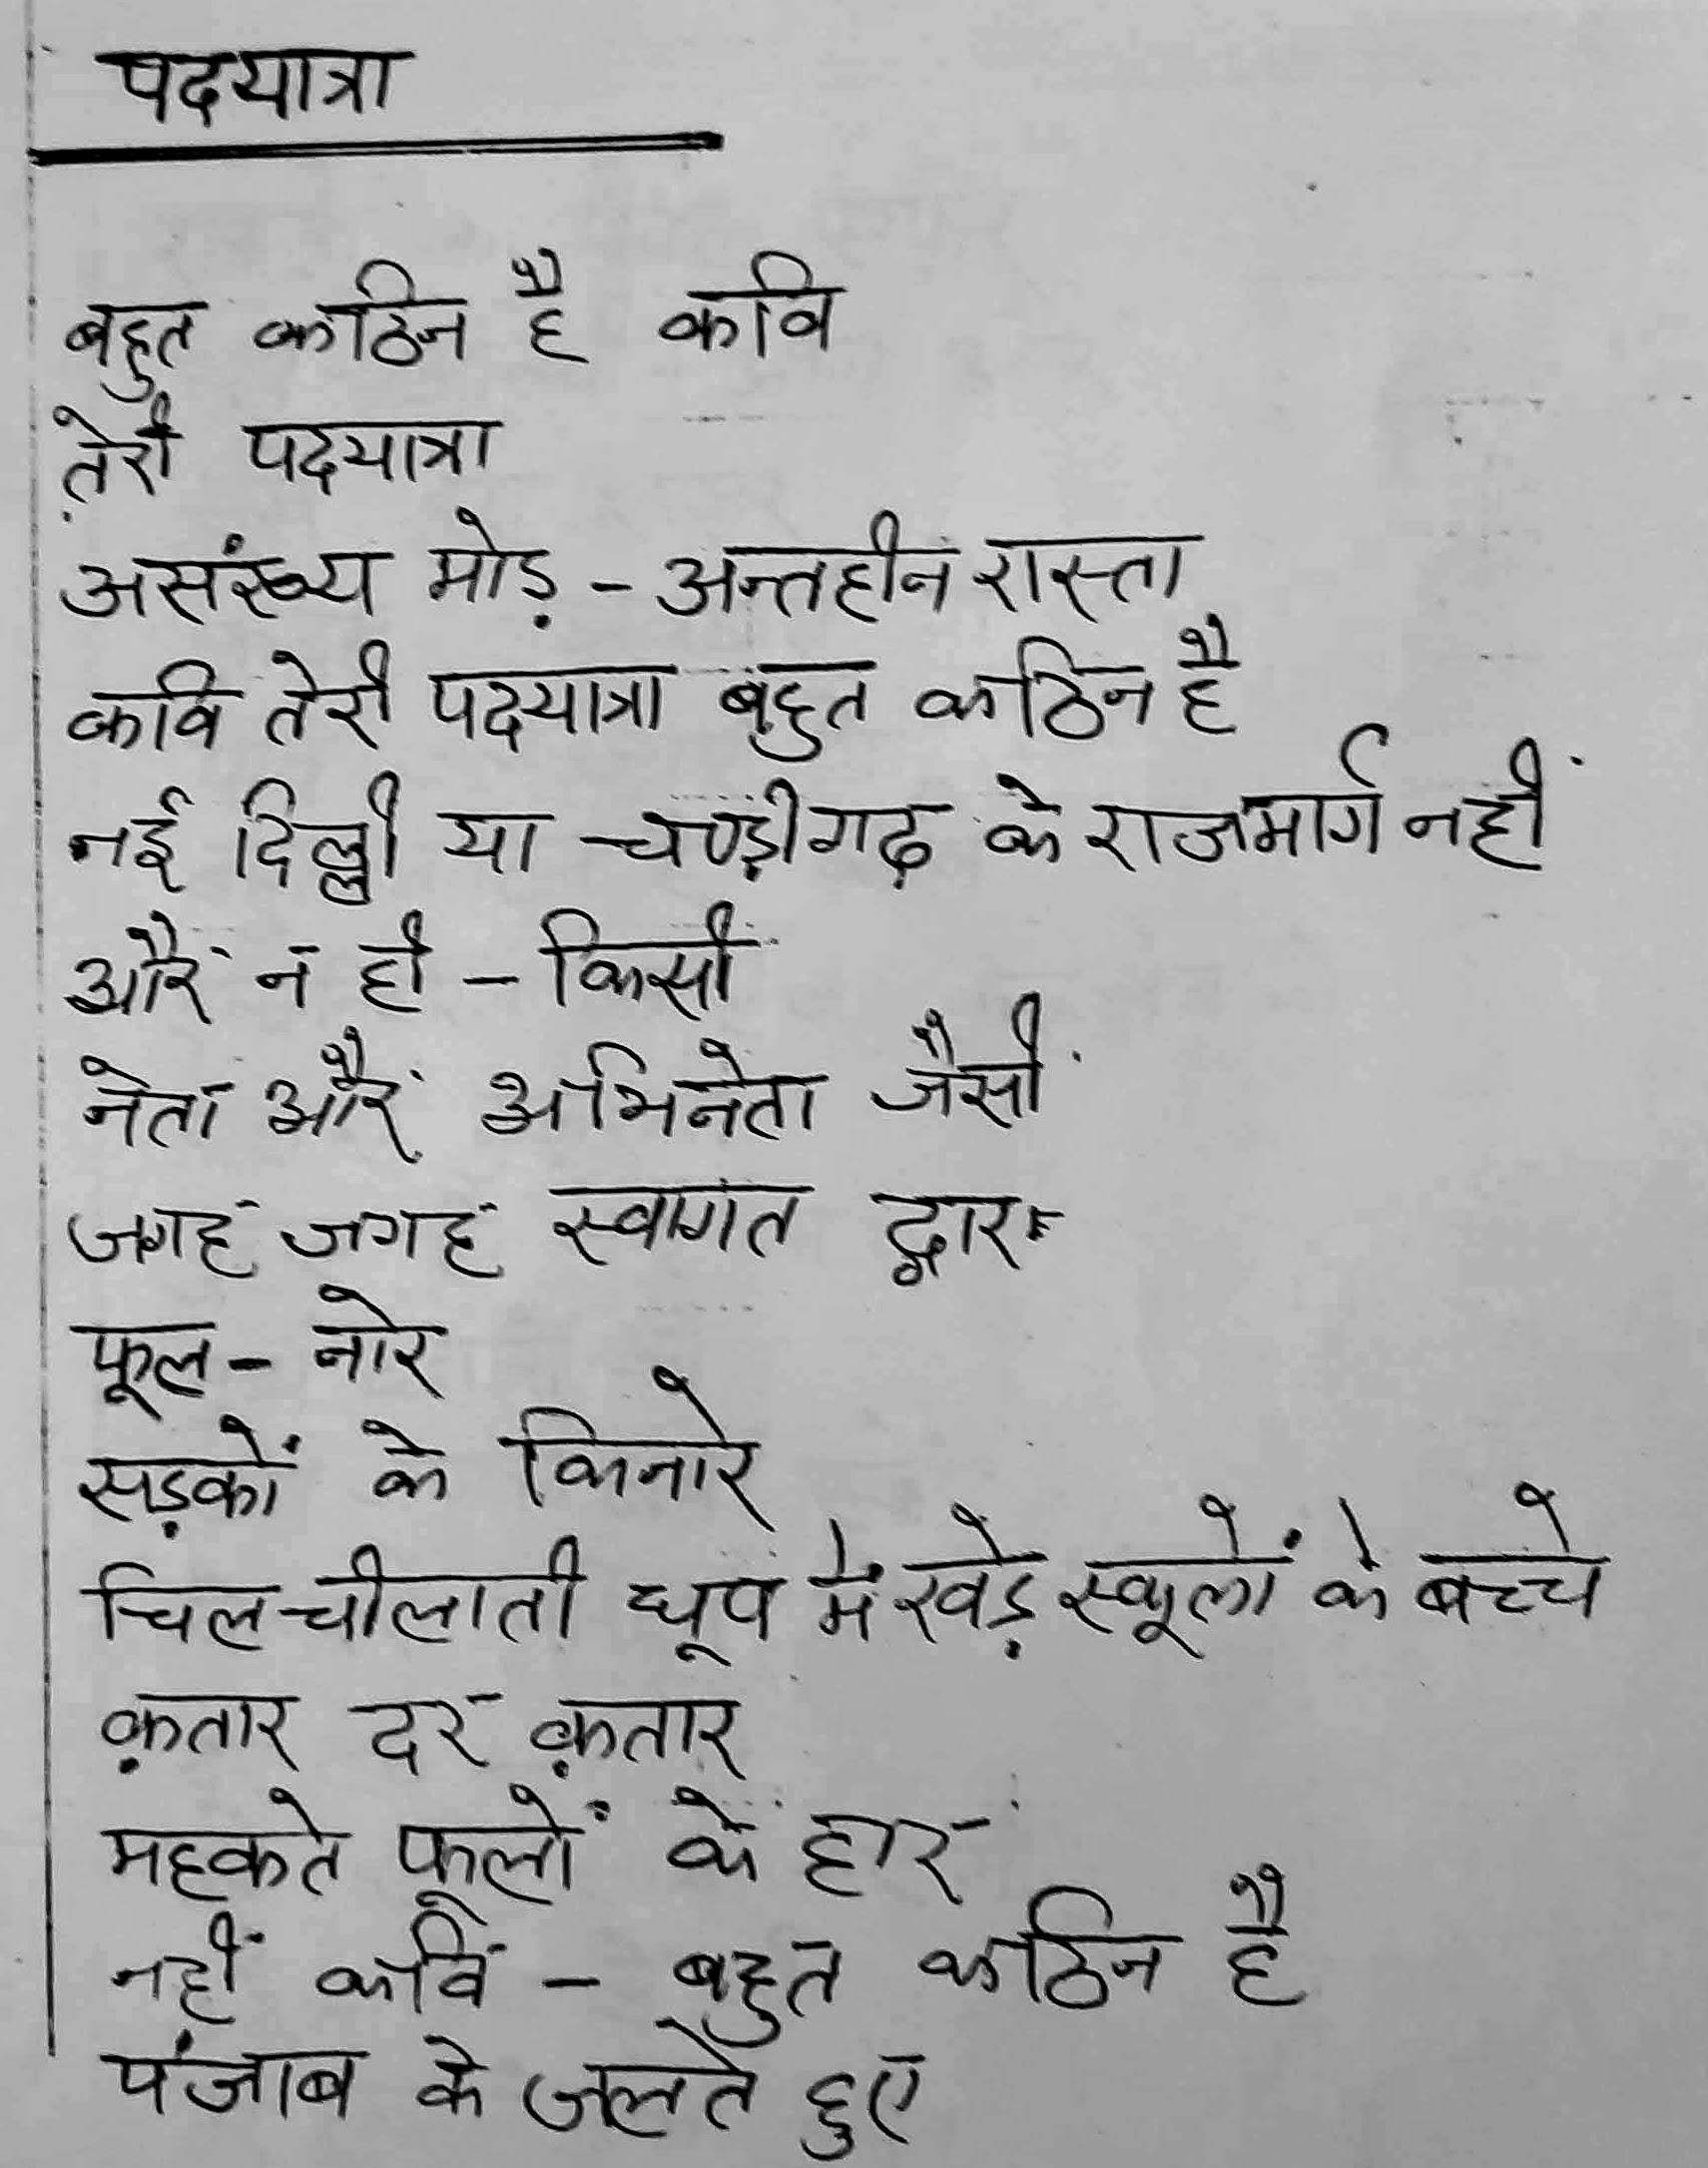 पदयात्रा
बहुत कठिन है कवि
तेरी पदयात्रा
असंख्य मोड़ - अन्तहीन रास्ता
कवि तेरी पदयात्रा बहुत कठिन है
नई दिल्ली या चण्ड़ीगढ़ के राजमार्ग नहीं
और न ही - किसी
नेता और अभिनेता जैसी
जगह जगह स्वागत द्वार
फूल - नारे
सड़कों के किनारे
चिलचीलाती धूप में खड़े स्कूलों के बच्चे
क़तार दर क़तार
महकते फूलों के हार
नहीं कवि - बहुत कठिन है
पंजाब के जलते हुए